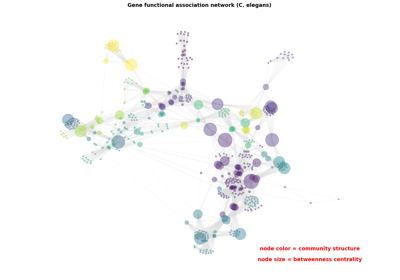 Gene functional association network (C. elegans)
node color = community structure
node size = betweenness centrality